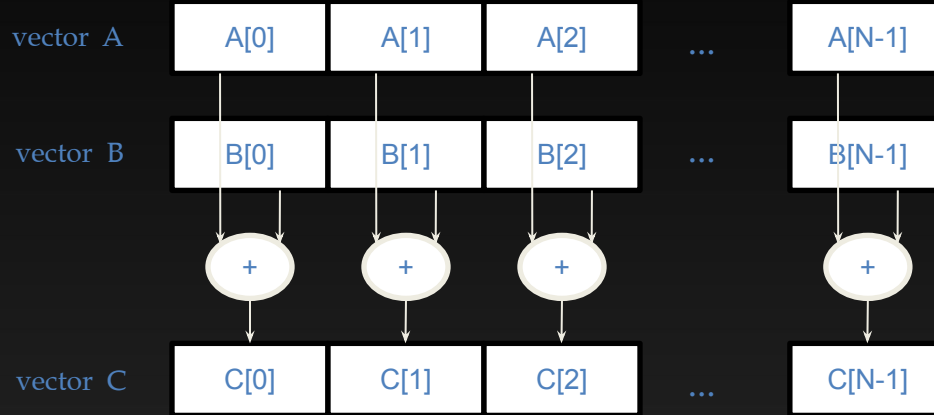 vector A A[0] A[1] A[2] ... A[N-1]
vector B B[0] B[1] B[2] ... B[N-1]
+ + + +
vector C C[0] C[1] C[2] ... C[N-1]